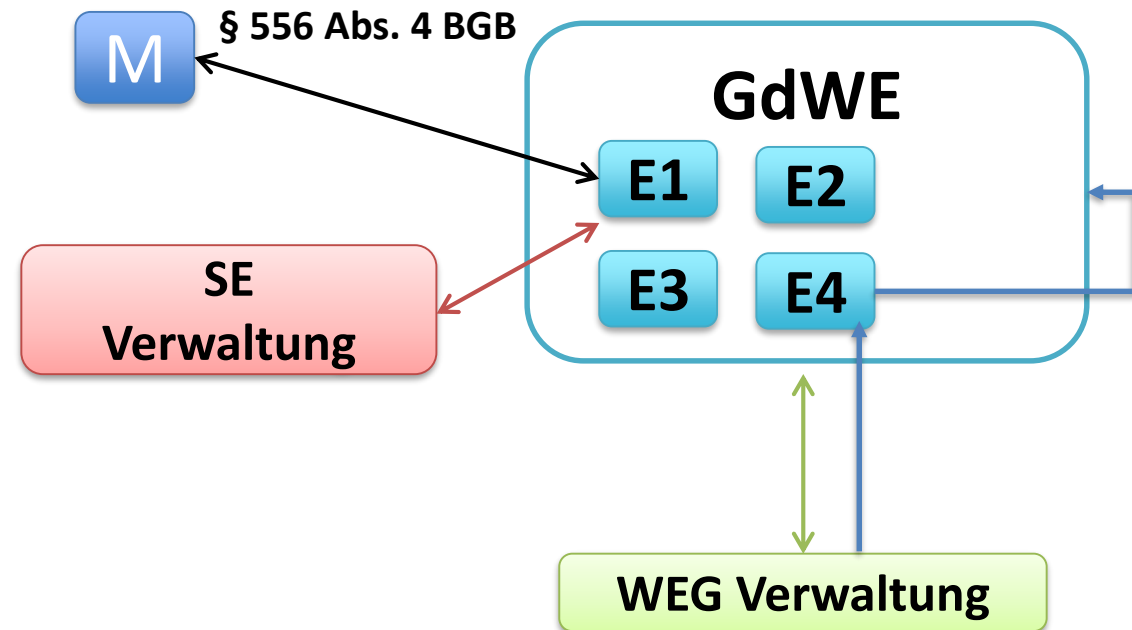 M
§ 556 Abs. 4 BGB
GdWE
E1
E2
SE
Verwaltung
E3
E4
WEG Verwaltung